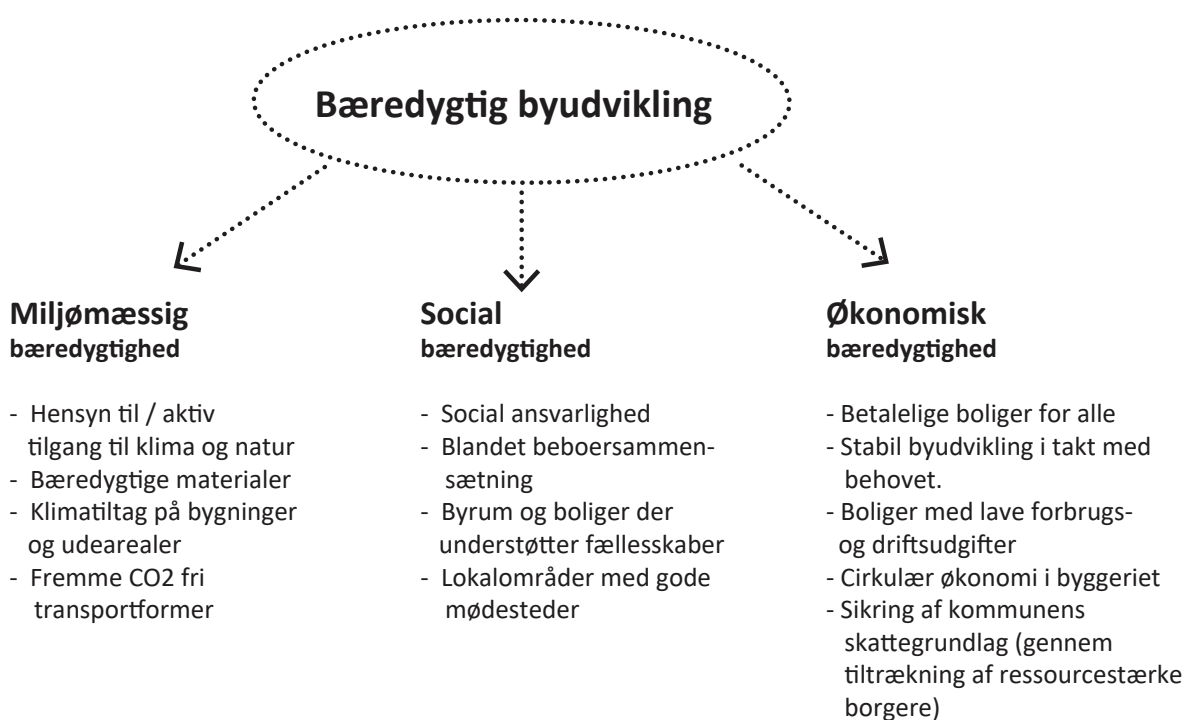 Bæredygtig byudvikling
Miljømæssig
bæredygtighed
- Hensyn til / aktiv
tilgang til klima og natur
- Bæredygtige materialer
- Klimatiltag på bygninger
og udearealer
- Fremme CO2 fri
transportformer
Social
bæredygtighed
- Social ansvarlighed
- Blandet beboersammen-
sætning
- Byrum og boliger der
understøtter fællesskaber
- Lokalområder med gode
mødesteder
Økonomisk
bæredygtighed
- Betalelige boliger for alle
- Stabil byudvikling i takt med
behovet.
- Boliger med lave forbrugs-
og driftsudgifter
- Cirkulær økonomi i byggeriet
- Sikring af kommunens
skattegrundlag (gennem
tiltrækning af ressourcestærke
borgere)